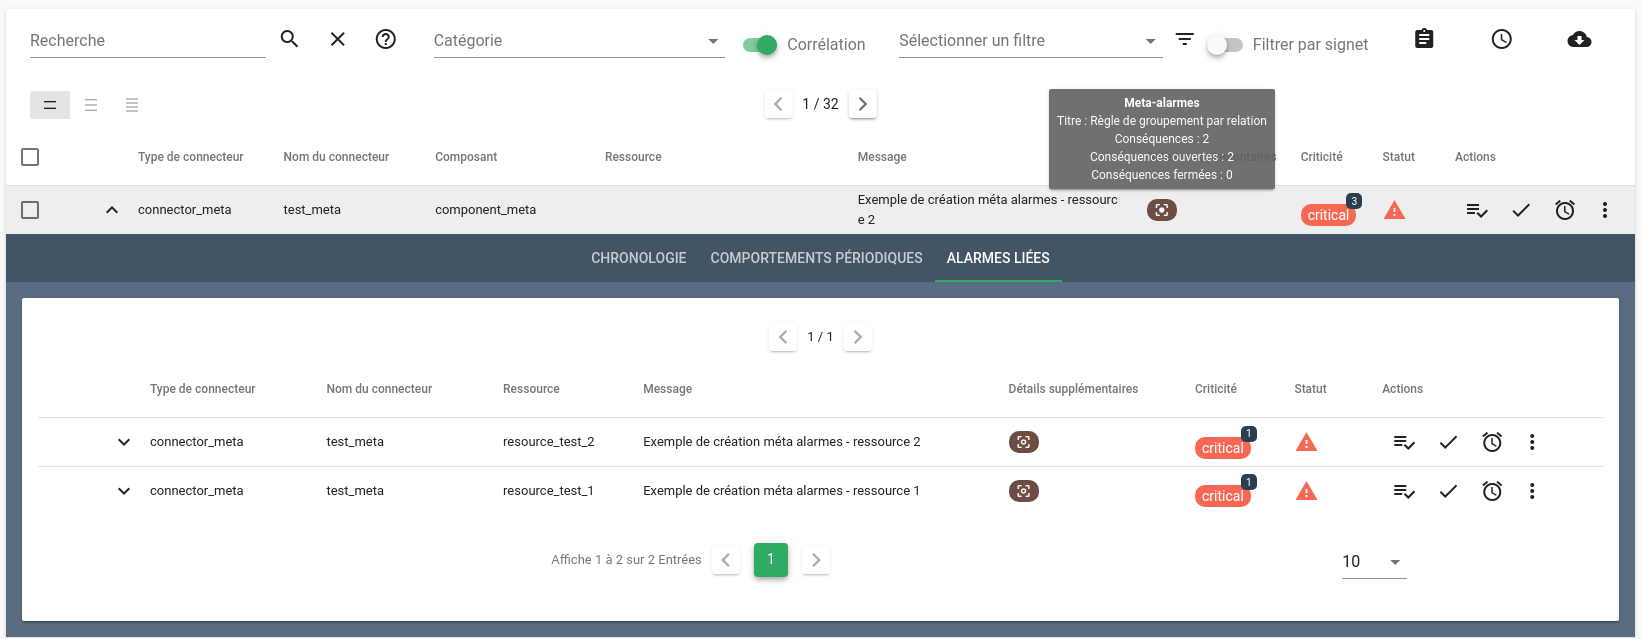 Recherche
Catégorie
Corrélation
Sélectionner un filtre
Filtrer par signet
1 / 32
Meta-alarmes
Titre : Règle de groupement par relation
Conséquences : 2
Conséquences ouvertes : 2
Conséquences fermées : 0
Type de connecteur Nom du connecteur Composant Ressource Message Criticité Statut Actions
connector_meta test_meta component_meta
Exemple de création méta alarmes - ressourc
e 2
critical 3
CHRONOLOGIE COMPORTEMENTS PÉRIODIQUES ALARMES LIÉES
1 / 1
Type de connecteur Nom du connecteur Ressource Message Détails supplémentaires Criticité Statut Actions
connector_meta test_meta resource_test_2 Exemple de création méta alarmes - ressource 2 critical 1
connector_meta test_meta resource_test_1 Exemple de création méta alarmes - ressource 1 critical 1
Affiche 1 à 2 sur 2 Entrées 1 10